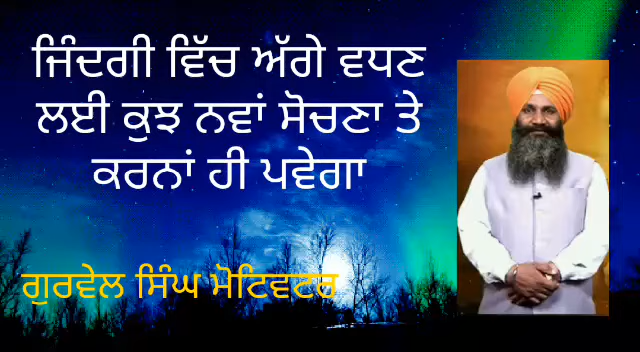 ਜਿੰਦਗੀ ਵਿੱਚ ਅੱਗੇ ਵਧਣ
ਲਈ ਕੁਝ ਨਵਾਂ ਸੋਚਣਾ ਤੇ
ਕਰਨਾਂ ਹੀ ਪਵੇਗਾ
ਗੁਰਵੇਲ ਸਿੰਘ ਮੋਟਿਵਟਰ